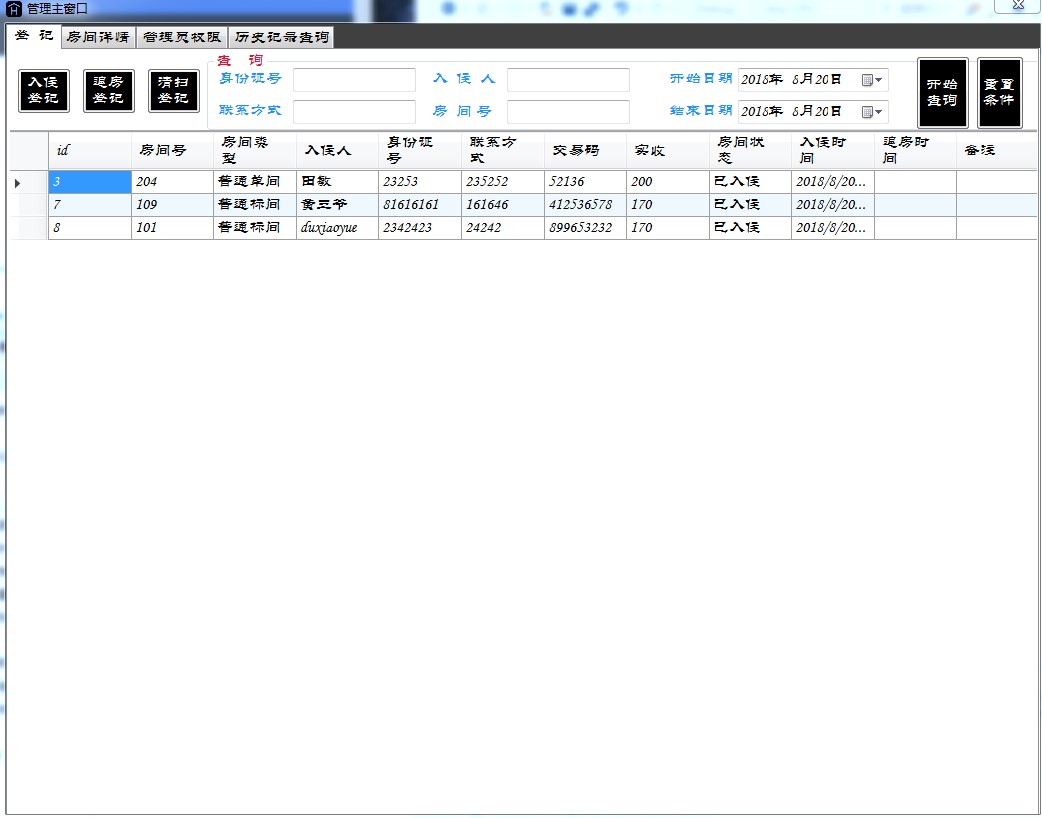 管理主窗口
登 记 房间详情 管理员权限 历史记录查询
查 询
入住登记 退房登记 清扫登记
身份证号 入 住 人 开始日期 2018年 8月20日
联系方式 房 间 号 结束日期 2018年 8月20日
开始查询 重置条件
id 房间号 房间类型 入住人 身份证号 联系方式 交易码 实收 房间状态 入住时间 退房时间 备注
3 204 普通单间 田敏 23253 235252 52136 200 已入住 2018/8/20...
7 109 普通标间 黄三爷 81616161 161646 412536578 170 已入住 2018/8/20...
8 101 普通标间 duxiaoyue 2342423 24242 899653232 170 已入住 2018/8/20...